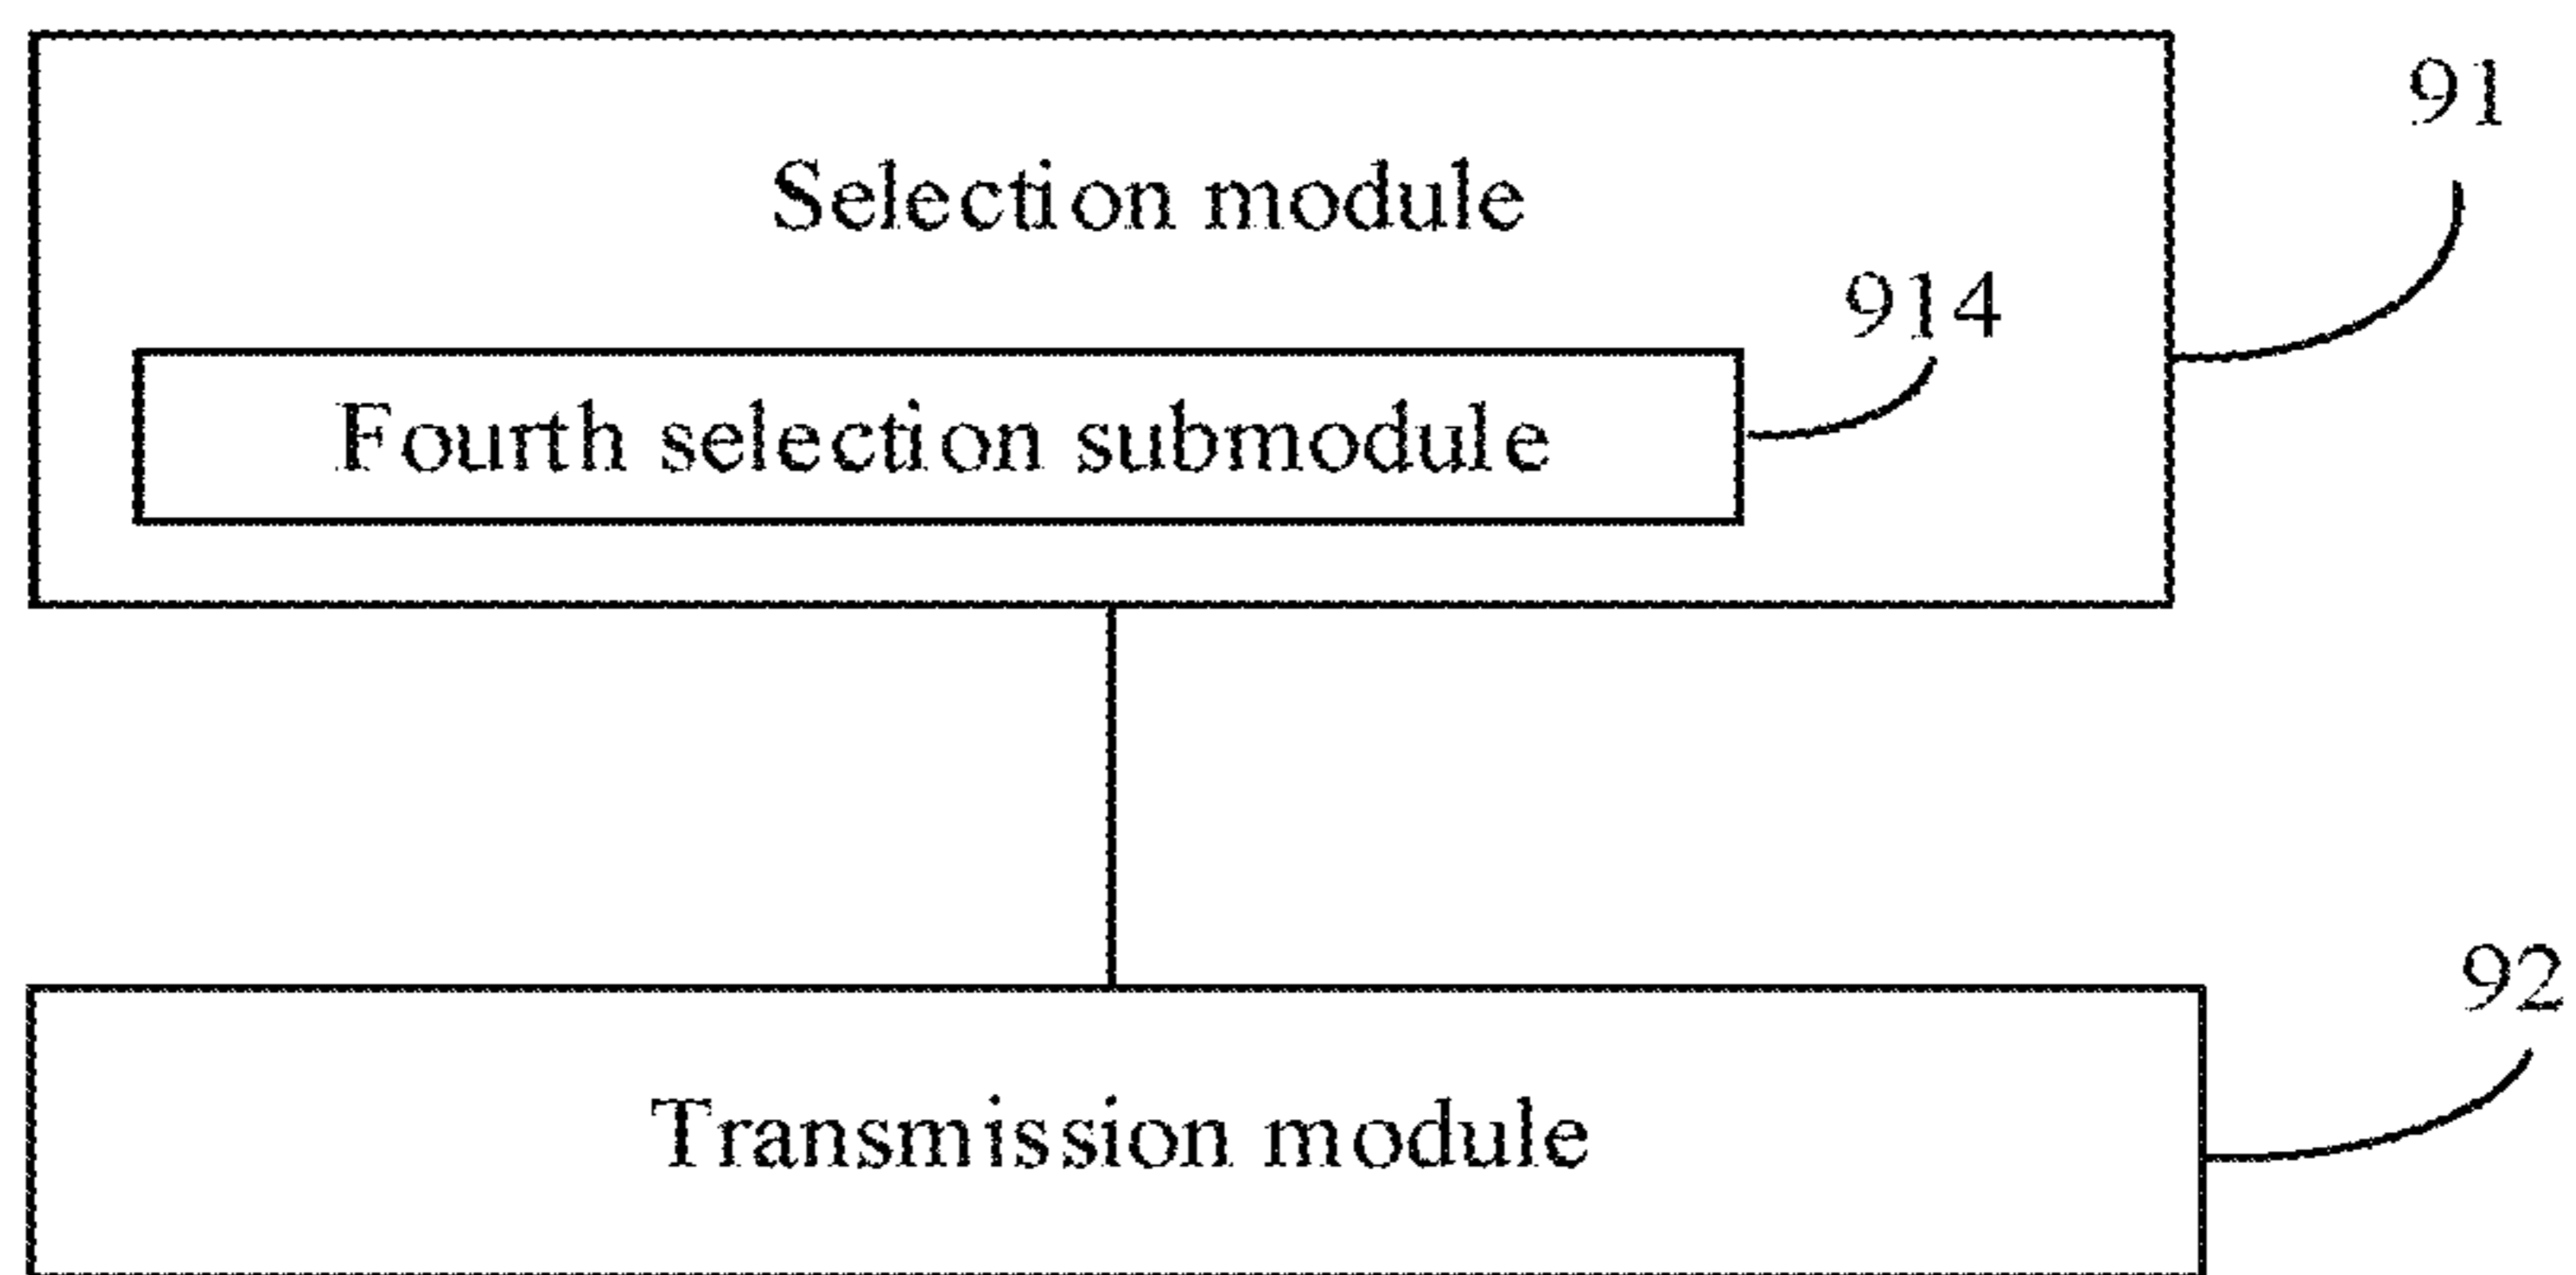 91
Selection module
914
Fourth selection submodule
92
Transmission module